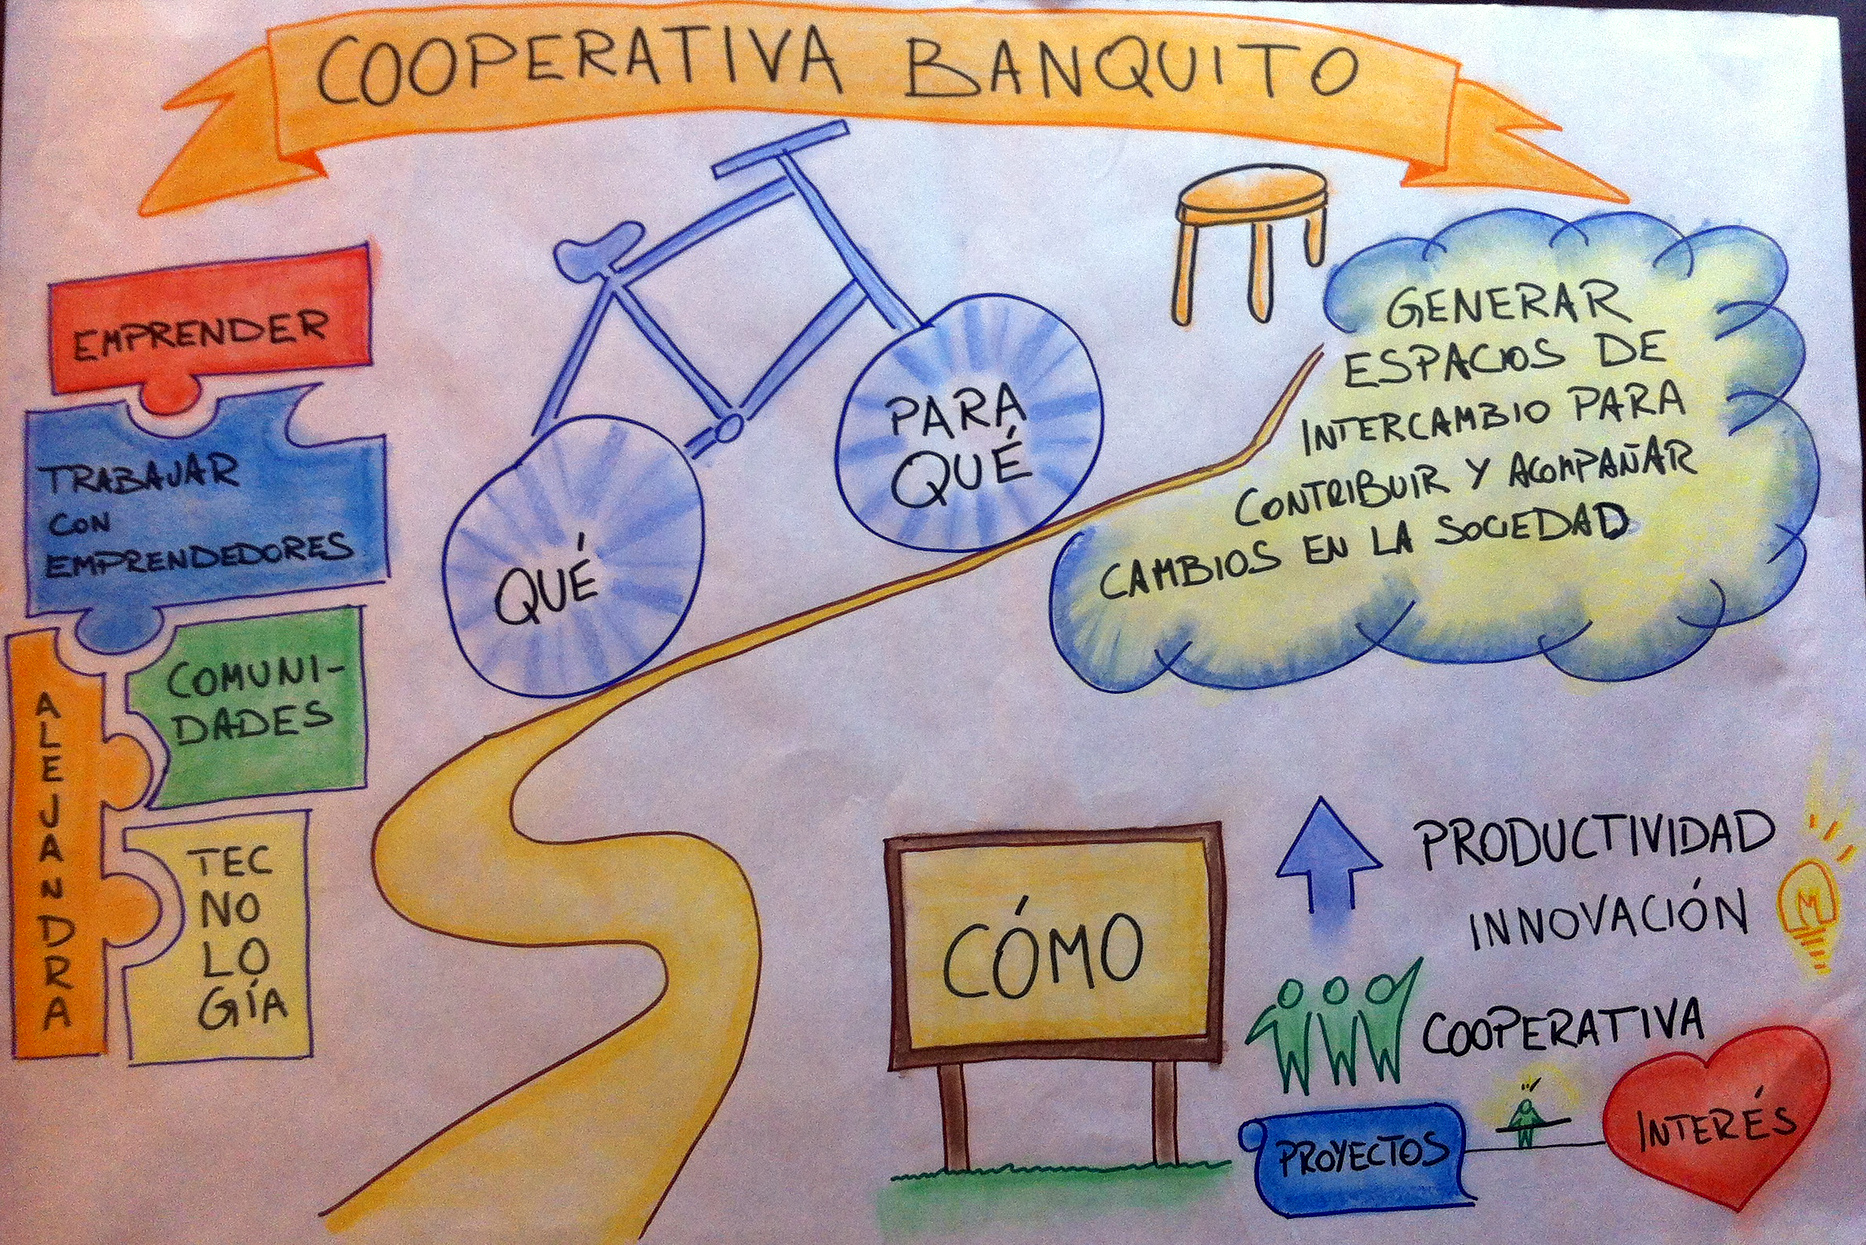 COOPERATIVA BANQUITO
EMPRENDER
TRABAJAR
CON
EMPRENDEDORES
COMUNI-
DADES
ALEJANDRA
TEC
NO
LO
GÍA
QUÉ
PARA
QUÉ
GENERAR
ESPACIOS DE
INTERCAMBIO PARA
CONTRIBUIR Y ACOMPAÑAR
CAMBIOS EN LA SOCIEDAD
CÓMO
PRODUCTIVIDAD
INNOVACIÓN
COOPERATIVA
PROYECTOS
INTERÉS